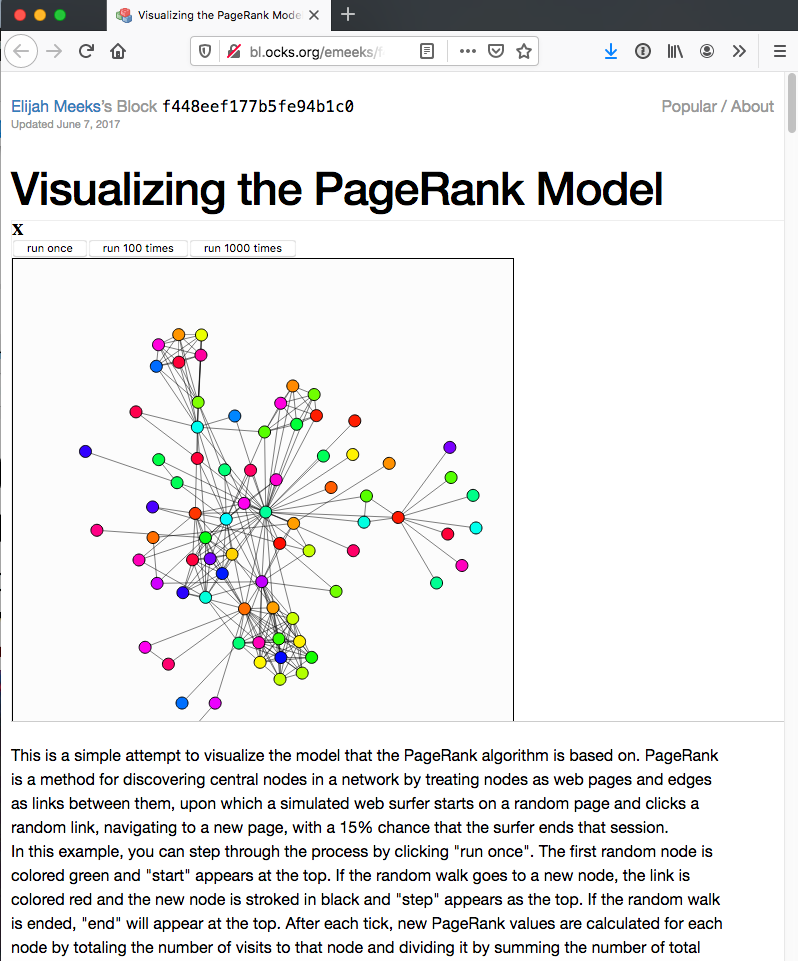 Visualizing the PageRank Mode
bl.ocks.org/emeeks/f
Elijah Meeks's Block f448eef177b5fe94b1c0
Popular / About
Updated June 7, 2017
Visualizing the PageRank Model
x
run once
run 100 times
run 1000 times
This is a simple attempt to visualize the model that the PageRank algorithm is based on. PageRank
is a method for discovering central nodes in a network by treating nodes as web pages and edges
as links between them, upon which a simulated web surfer starts on a random page and clicks a
random link, navigating to a new page, with a 15% chance that the surfer ends that session.
In this example, you can step through the process by clicking "run once". The first random node is
colored green and "start" appears at the top. If the random walk goes to a new node, the link is
colored red and the new node is stroked in black and "step" appears as the top. If the random walk
is ended, "end" will appear at the top. After each tick, new PageRank values are calculated for each
node by totaling the number of visits to that node and dividing it by summing the number of total